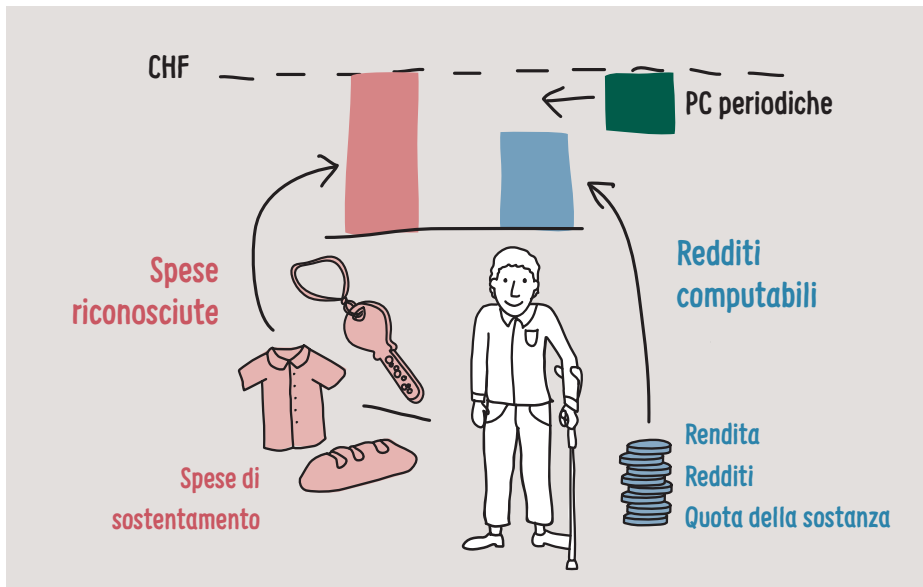 CHF
PC periodiche
Spese
riconosciute
Redditi
computabili
Spese di
sostentamento
Rendita
Redditi
Quota della sostanza